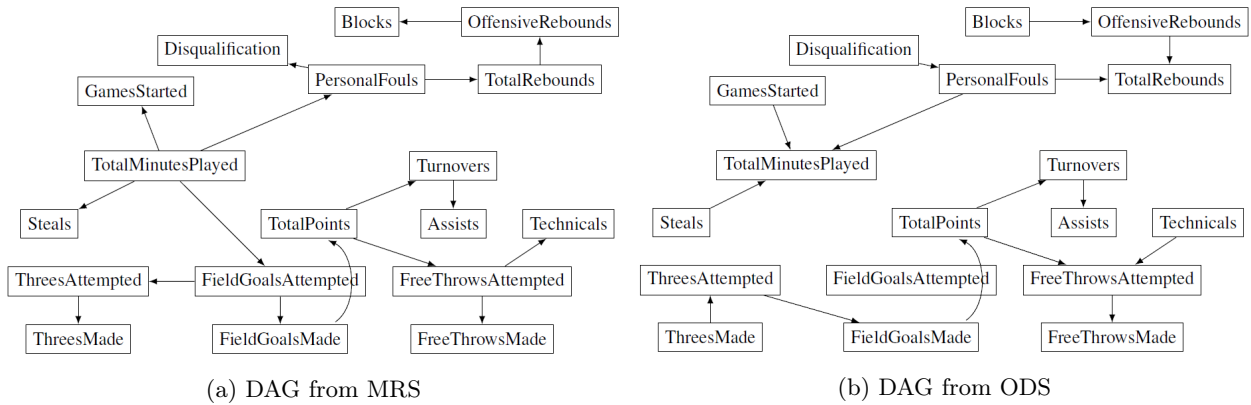 Blocks
OffensiveRebounds
Disqualification
PersonalFouls
TotalRebounds
GamesStarted
TotalMinutesPlayed
Turnovers
Steals
TotalPoints
Assists
Technicals
ThreesAttempted
FieldGoalsAttempted
FreeThrowsAttempted
ThreesMade
FieldGoalsMade
FreeThrowsMade
(a) DAG from MRS
Blocks
OffensiveRebounds
Disqualification
PersonalFouls
TotalRebounds
GamesStarted
TotalMinutesPlayed
Turnovers
Steals
TotalPoints
Assists
Technicals
ThreesAttempted
FieldGoalsAttempted
FreeThrowsAttempted
ThreesMade
FieldGoalsMade
FreeThrowsMade
(b) DAG from ODS